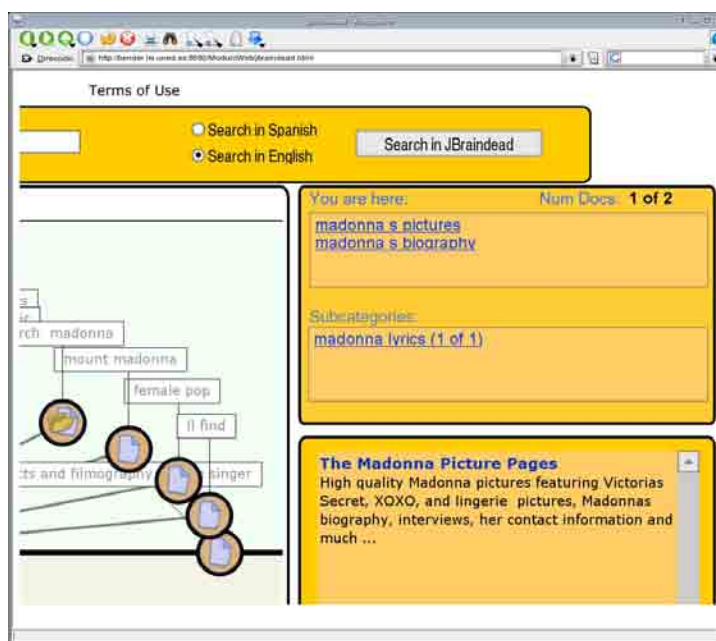 Dirección:
Terms of Use
Search in Spanish
Search in English
Search in JBraindead
You are here:
Num Docs: 1 of 2
madonna s pictures
madonna s biography
Subcategories:
madonna lyrics (1 of 1)
rch madonna
mount madonna
female pop
ll find
cts and filmography
singer
The Madonna Picture Pages
High quality Madonna pictures featuring Victorias
Secret, XOXO, and lingerie pictures, Madonnas
biography, interviews, her contact information and
much ...